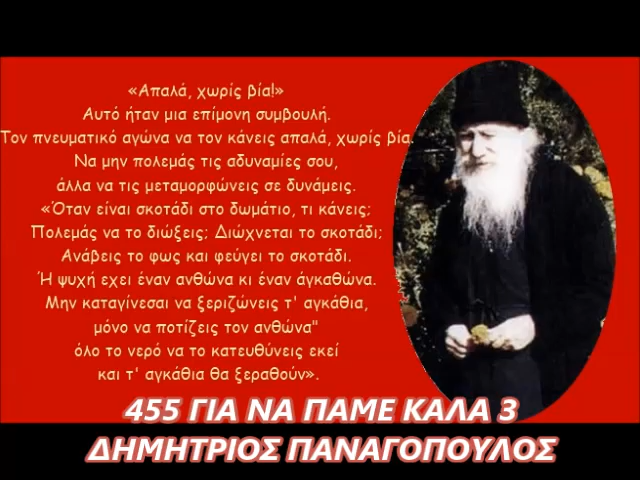 «Απαλά, χωρίς βία!»
Αυτό ήταν μια επίμονη συμβουλή.
Τον πνευματικό αγώνα να τον κάνεις απαλά, χωρίς βία.
Να μην πολεμάς τις αδυναμίες σου,
άλλα να τις μεταμορφώνεις σε δυνάμεις.
«Όταν είναι σκοτάδι στο δωμάτιο, τι κάνεις;
Πολεμάς να το διώξεις; Διώχνεται το σκοτάδι;
Ανάβεις το φως και φεύγει το σκοτάδι.
Ή ψυχή εχει έναν ανθώνα κι έναν άγκαθώνα.
Μην καταγίνεσαι να ξεριζώνεις τ' αγκάθια,
μόνο να ποτίζεις τον ανθώνα"
όλο το νερό να το κατευθύνεις εκεί
και τ' αγκάθια θα ξεραθούν».
455 ΓΙΑ ΝΑ ΠΑΜΕ ΚΑΛΑ 3
ΔΗΜΗΤΡΙΟΣ ΠΑΝΑΓΟΠΟΥΛΟΣ